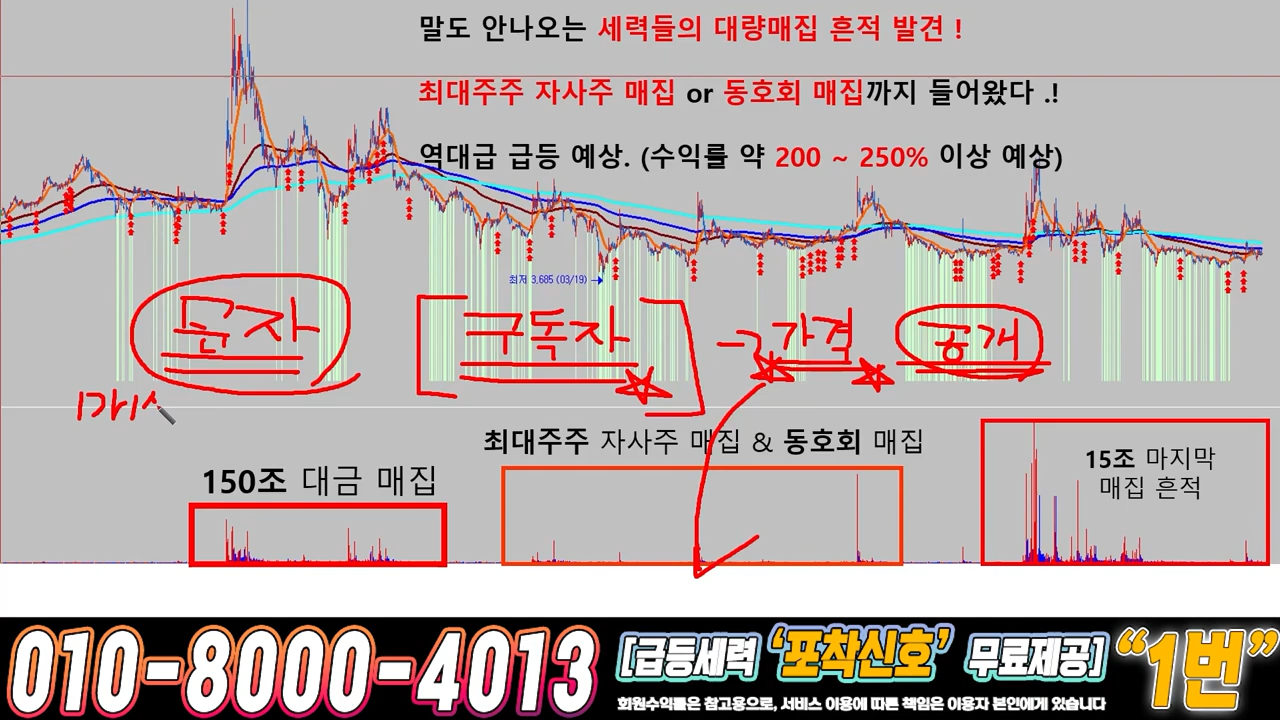 말도 안나오는 세력들의 대량매집 흔적 발견 !
최대주주 자사주 매집 or 동호회 매집까지 들어왔다 .!
역대급 급등 예상. (수익률 약 200 ~ 250% 이상 예상)
최저 3,685 (03/19)
문자
구독자
가격
공개
최대주주 자사주 매집 & 동호회 매집
150조 대금 매집
15조 마지막
매집 흔적
010-8000-4013
[급등세력 '포착신호' 무료제공] "1번"
회원수익률은 참고용으로, 서비스 이용에 따른 책임은 이용자 본인에게 있습니다